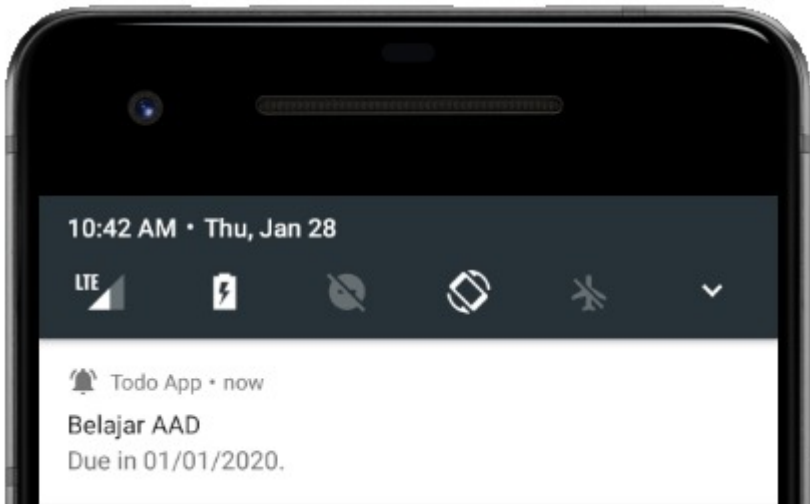 10:42 AM • Thu, Jan 28
LTE
Todo App • now
Belajar AAD
Due in 01/01/2020.